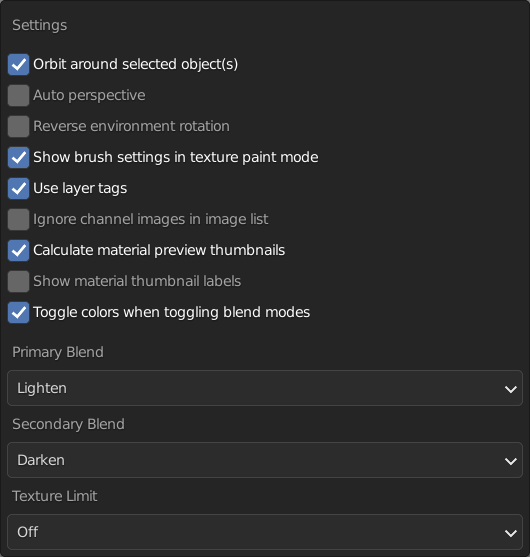 Settings
Orbit around selected object(s)
Auto perspective
Reverse environment rotation
Show brush settings in texture paint mode
Use layer tags
Ignore channel images in image list
Calculate material preview thumbnails
Show material thumbnail labels
Toggle colors when toggling blend modes
Primary Blend
Lighten
Secondary Blend
Darken
Texture Limit
Off